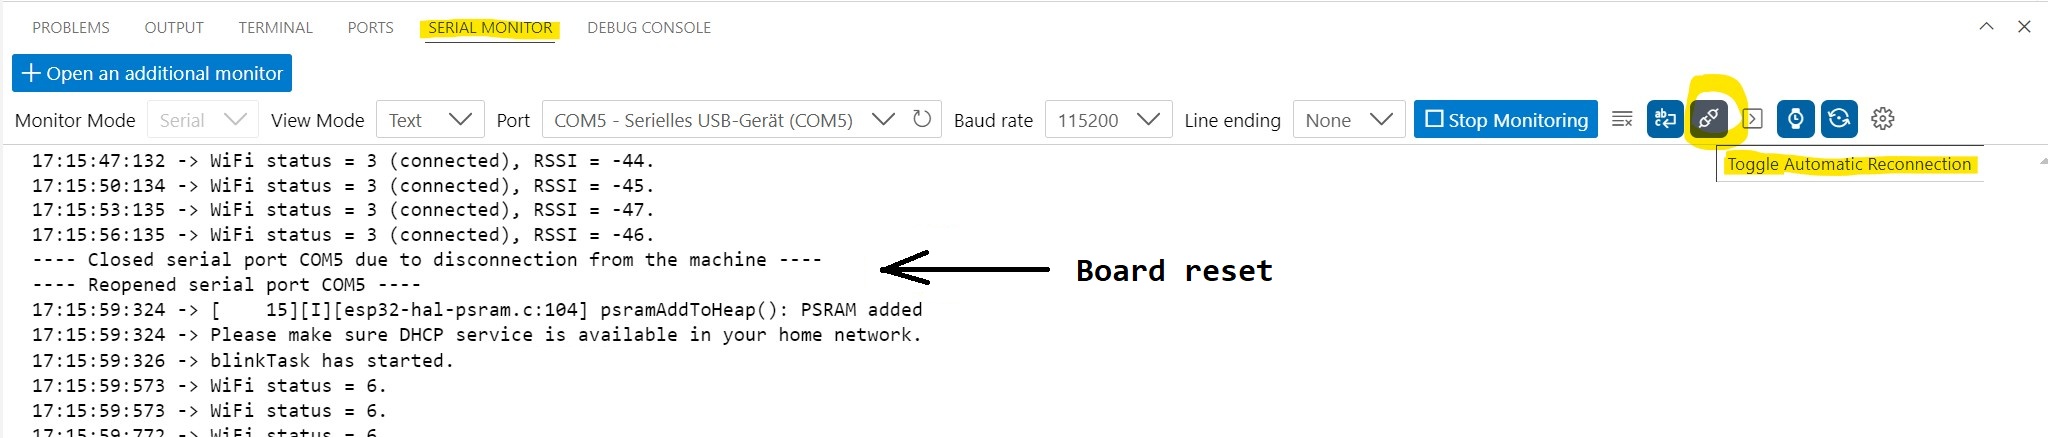 PROBLEMS OUTPUT TERMINAL PORTS SERIAL MONITOR DEBUG CONSOLE
Open an additional monitor
Monitor Mode Serial View Mode Text Port COM5 - Serielles USB-Gerät (COM5) Baud rate 115200 Line ending None Stop Monitoring
Toggle Automatic Reconnection
17:15:47:132 -> WiFi status = 3 (connected), RSSI = -44.
17:15:50:134 -> WiFi status = 3 (connected), RSSI = -45.
17:15:53:135 -> WiFi status = 3 (connected), RSSI = -47.
17:15:56:135 -> WiFi status = 3 (connected), RSSI = -46.
---- Closed serial port COM5 due to disconnection from the machine ----
Board reset
---- Reopened serial port COM5 ----
17:15:59:324 -> [    15][I][esp32-hal-psram.c:104] psramAddToHeap(): PSRAM added
17:15:59:324 -> Please make sure DHCP service is available in your home network.
17:15:59:326 -> blinkTask has started.
17:15:59:573 -> WiFi status = 6.
17:15:59:573 -> WiFi status = 6.
17:15:59:772 -> WiFi status = 6